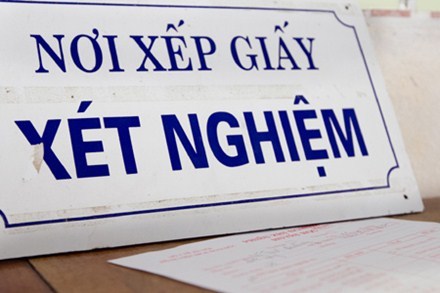 NƠI XẾP GIẤY
XÉT NGHIỆM